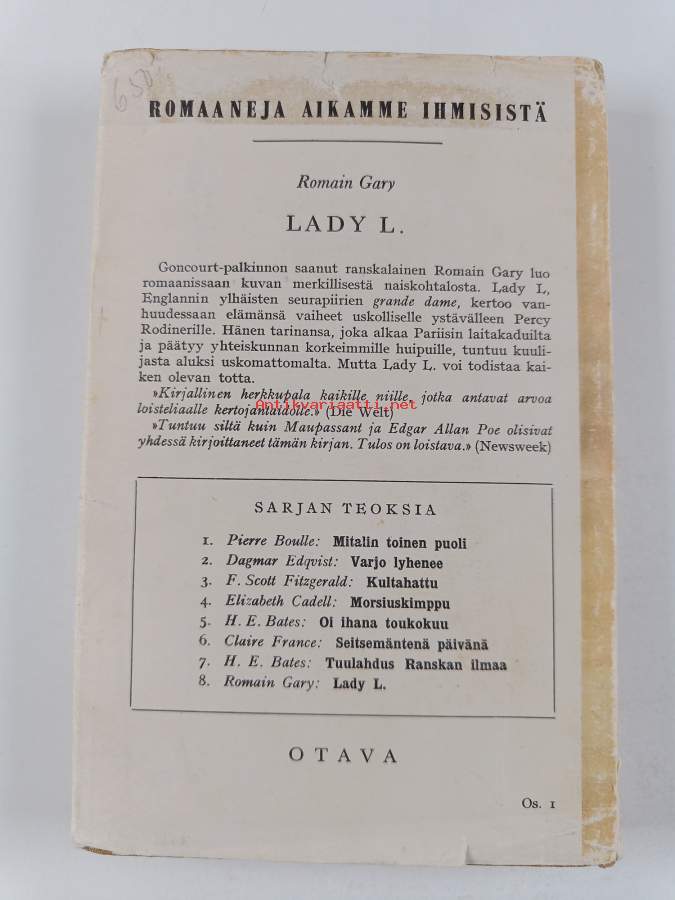 650
ROMAANEJA AIKAMME IHMISISTÄ
Romain Gary
LADY L.
Goncourt-palkinnon saanut ranskalainen Romain Gary luo
romaanissaan kuvan merkillisestä naiskohtalosta. Lady L,
Englannin ylhäisten seurapiirien grande dame, kertoo van-
huudessaan elämänsä vaiheet uskolliselle ystävälleen Percy
Rodinerille. Hänen tarinansa, joka alkaa Pariisin laitakaduilta
ja päätyy yhteiskunnan korkeimmille huipuille, tuntuu kuuli-
jasta aluksi uskomattomalta. Mutta Lady L. voi todistaa kai-
ken olevan totta.
»Kirjallinen herkkupala kaikille niille, jotka antavat arvoa
Antikvariaatti.net
loisteliaalle kertojamaidolle.» (Die Welt)
»Tuntuu siltä kuin Maupassant ja Edgar Allan Poe olisivat
yhdessä kirjoittaneet tämän kirjan. Tulos on loistava.» (Newsweek)
SARJAN TEOKSIA
1. Pierre Boulle: Mitalin toinen puoli
2. Dagmar Edqvist: Varjo lyhenee
3. F. Scott Fitzgerald: Kultahattu
4. Elizabeth Cadell: Morsiuskimppu
5. H. E. Bates: Oi ihana toukokuu
6. Claire France: Seitsemäntenä päivänä
7. H. E. Bates: Tuulahdus Ranskan ilmaa
8. Romain Gary: Lady L.
OTAVA
Os. 1